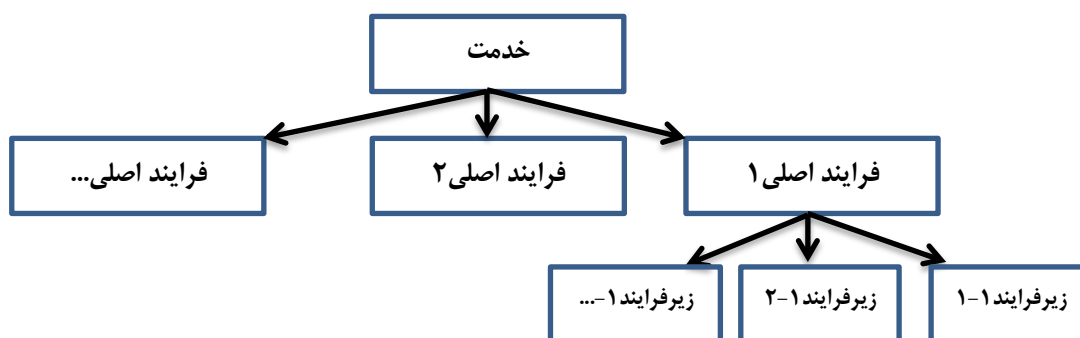 خدمت
فرایند اصلی۱
فرایند اصلی۲
فرایند اصلی...
زیرفرایند۱-۱
زیرفرایند۱-۲
زیرفرایند۱-...